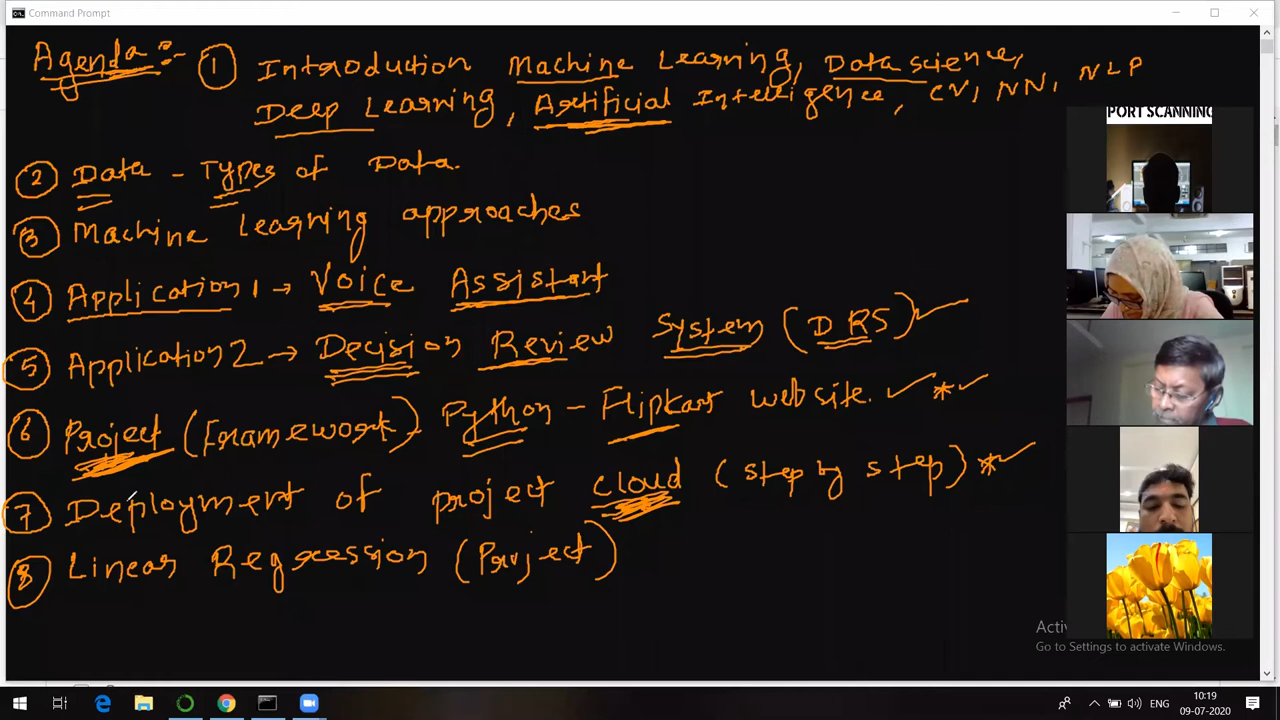 Command Prompt
Agenda :- ① Introduction Machine Learning, Data science,
Deep Learning, Artificial Intelligence, CV, NN, NLP
② Data - Types of Data.
③ Machine Learning approaches
④ Application 1 → Voice Assistant
⑤ Application 2 → Decision Review System (DRS) ✓
⑥ Project (Framework) Python - Flipkart website. ✓ * ✓
⑦ Deployment of project cloud (step by step) * ✓
⑧ Linear Regression (Project)
PORT SCANNING
Go to Settings to activate Windows.
ENG
10:19
09-07-2020